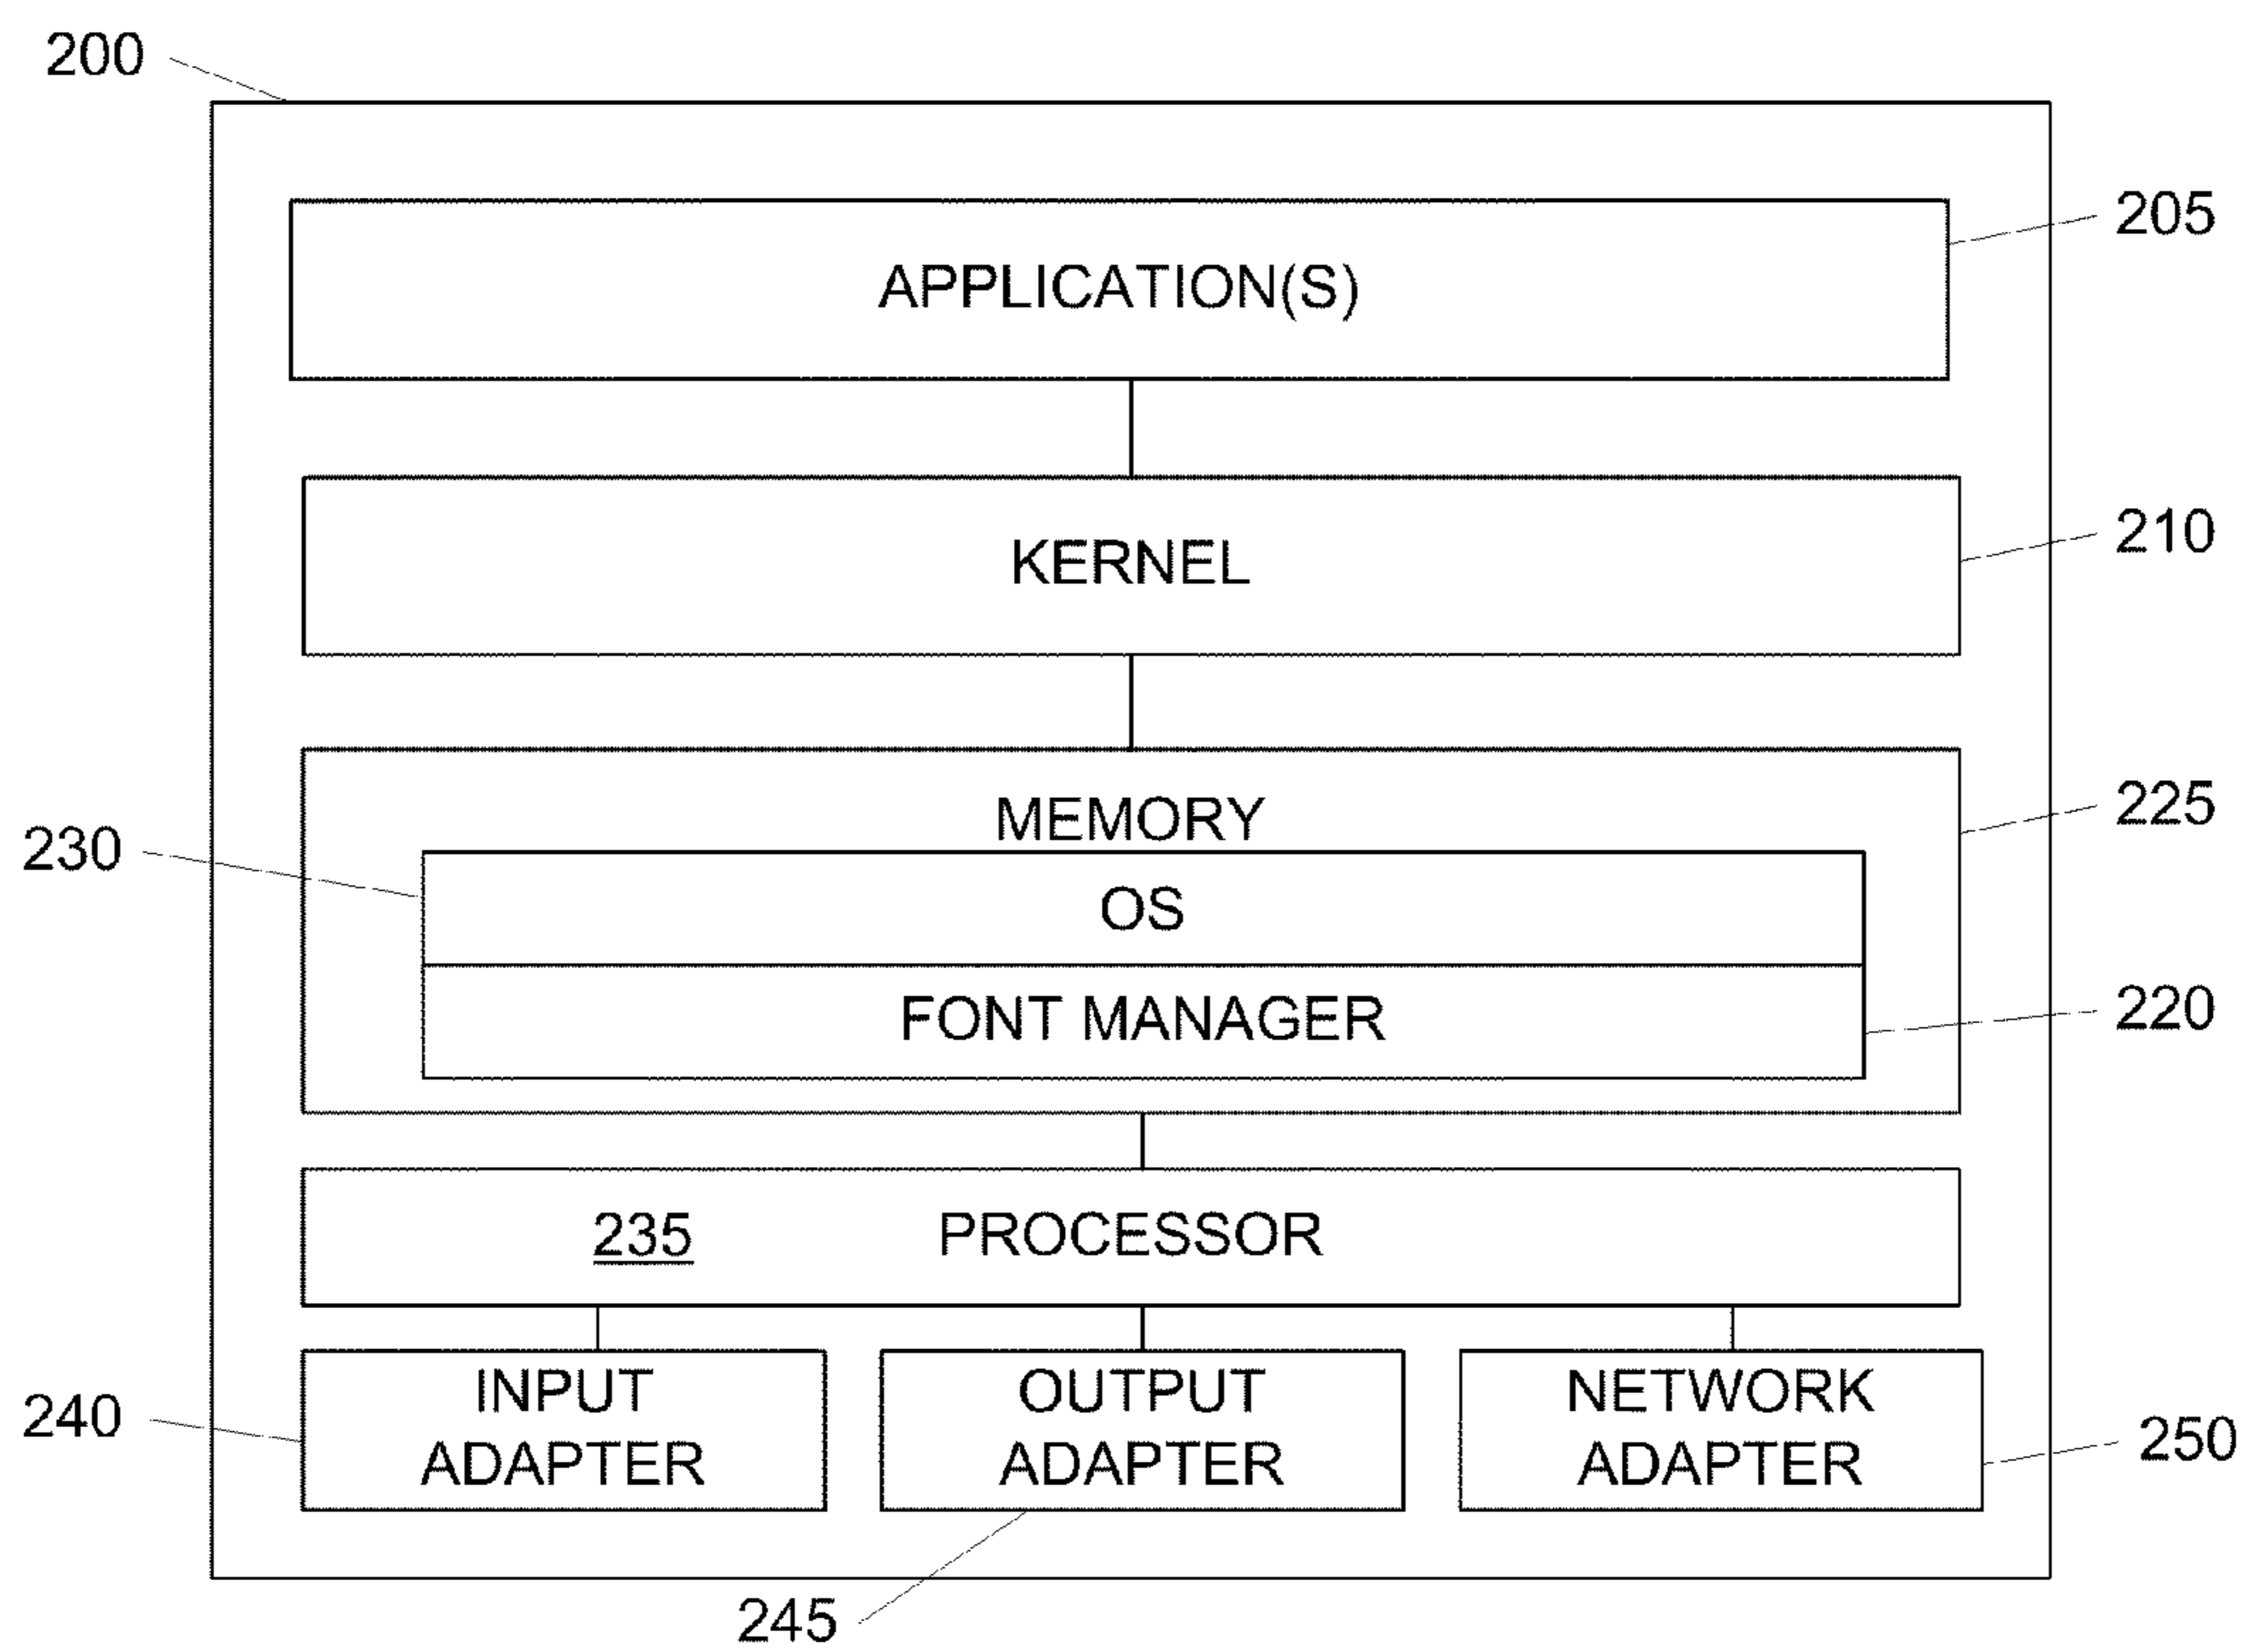 200
205
APPLICATION(S)
210
KERNEL
225
MEMORY
230
OS
220
FONT MANAGER
235 PROCESSOR
240
INPUT
ADAPTER
OUTPUT
ADAPTER
NETWORK
ADAPTER
250
245